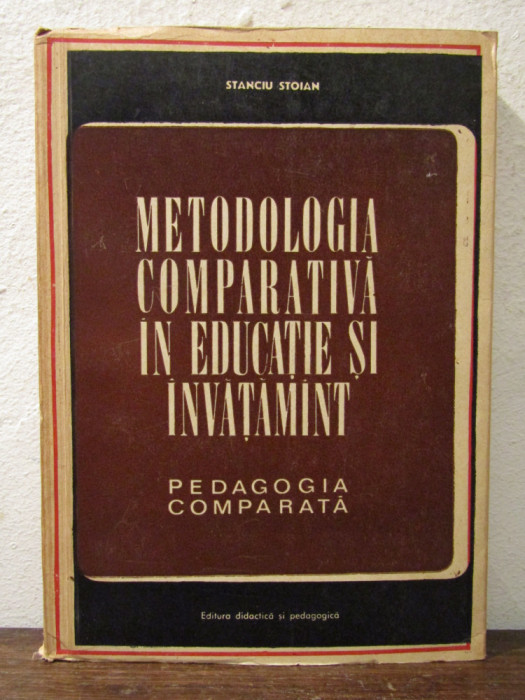 STANCIU STOIAN
METODOLOGIA
COMPARATIVĂ
ÎN EDUCAȚIE ȘI
ÎNVĂȚĂMÎNT
PEDAGOGIA
COMPARATĂ
Editura didactică și pedagogică